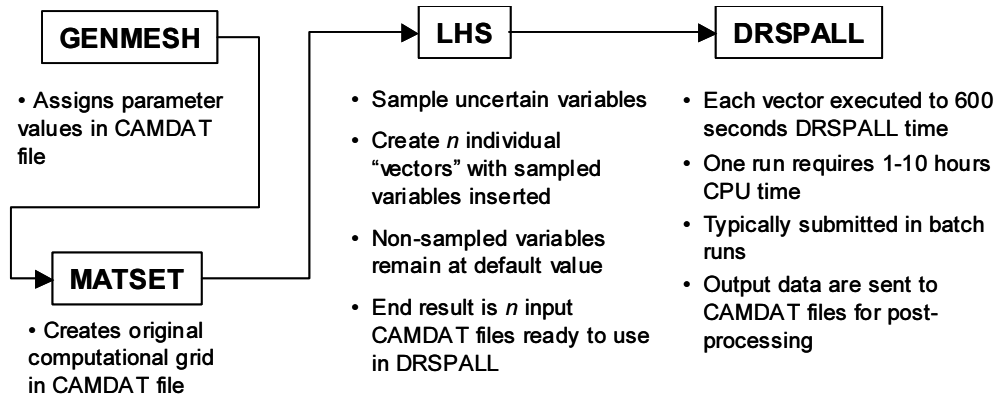 GENMESH
• Assigns parameter
values in CAMDAT
file
MATSET
• Creates original
computational grid
in CAMDAT file
LHS
• Sample uncertain variables
• Create n individual
“vectors” with sampled
variables inserted
• Non-sampled variables
remain at default value
• End result is n input
CAMDAT files ready to use
in DRSPALL
DRSPALL
• Each vector executed to 600
seconds DRSPALL time
• One run requires 1-10 hours
CPU time
• Typically submitted in batch
runs
• Output data are sent to
CAMDAT files for post-
processing